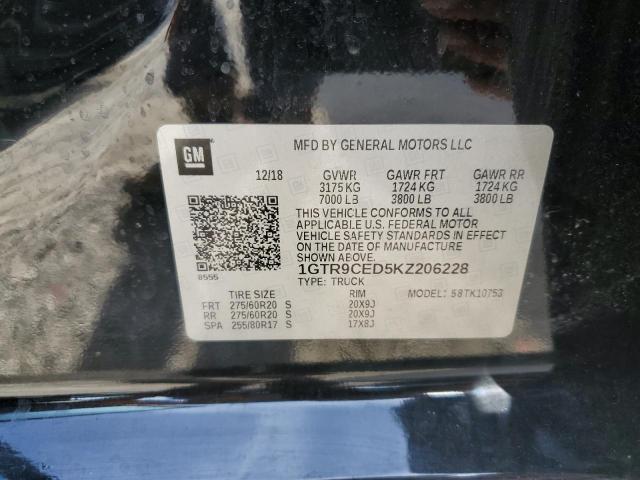 GM
MFD BY GENERAL MOTORS LLC
12/18 GVWR GAWR FRT GAWR RR
3175 KG 1724 KG 1724 KG
7000 LB 3800 LB 3800 LB
THIS VEHICLE CONFORMS TO ALL
APPLICABLE U.S. FEDERAL MOTOR
VEHICLE SAFETY STANDARDS IN EFFECT
ON THE DATE OF MANUFACTURE
SHOWN ABOVE.
8555
1GTR9CED5KZ206228
TYPE: TRUCK
MODEL: 58TK10753
TIRE SIZE RIM
FRT 275/60R20 S 20X9J
RR 275/60R20 S 20X9J
SPA 255/80R17 S 17X8J